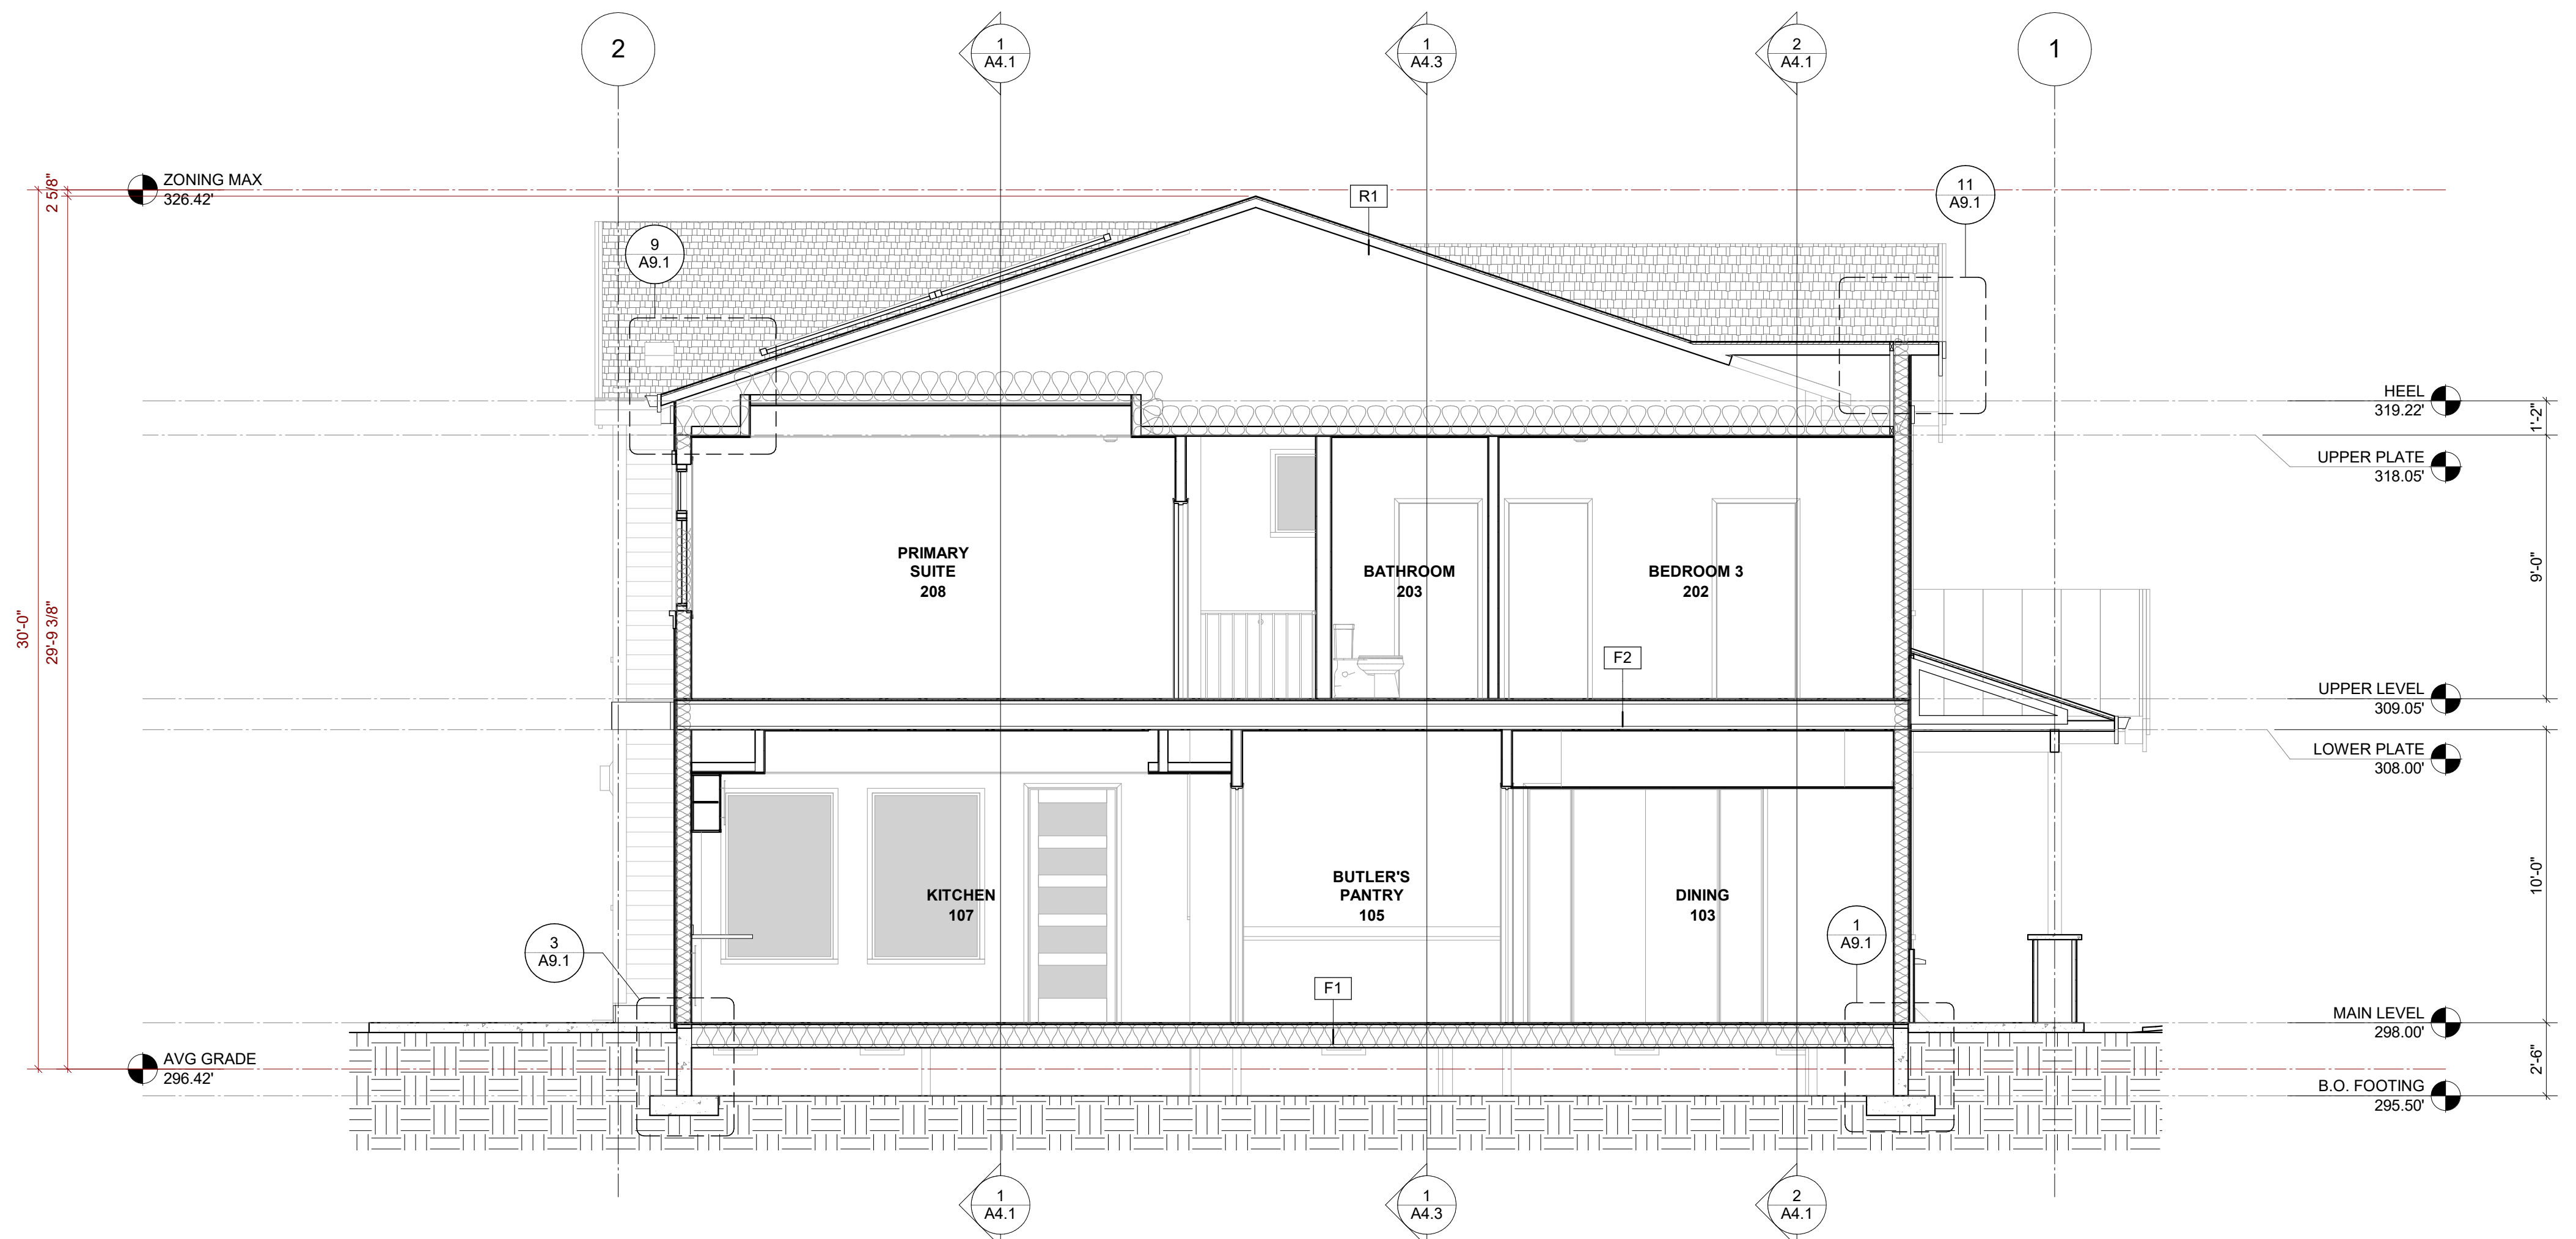 2
1
A4.1
1
A4.3
2
A4.1
1
ZONING MAX
326.42'
2 5/8"
R1
11
A9.1
9
A9.1
HEEL
319.22'
1'-2"
UPPER PLATE
318.05'
PRIMARY
SUITE
208
BATHROOM
203
BEDROOM 3
202
9'-0"
30'-0"
29'-9 3/8"
F2
UPPER LEVEL
309.05'
LOWER PLATE
308.00'
KITCHEN
107
BUTLER'S
PANTRY
105
DINING
103
10'-0"
3
A9.1
1
A9.1
F1
MAIN LEVEL
298.00'
AVG GRADE
296.42'
2'-6"
B.O. FOOTING
295.50'
1
A4.1
1
A4.3
2
A4.1